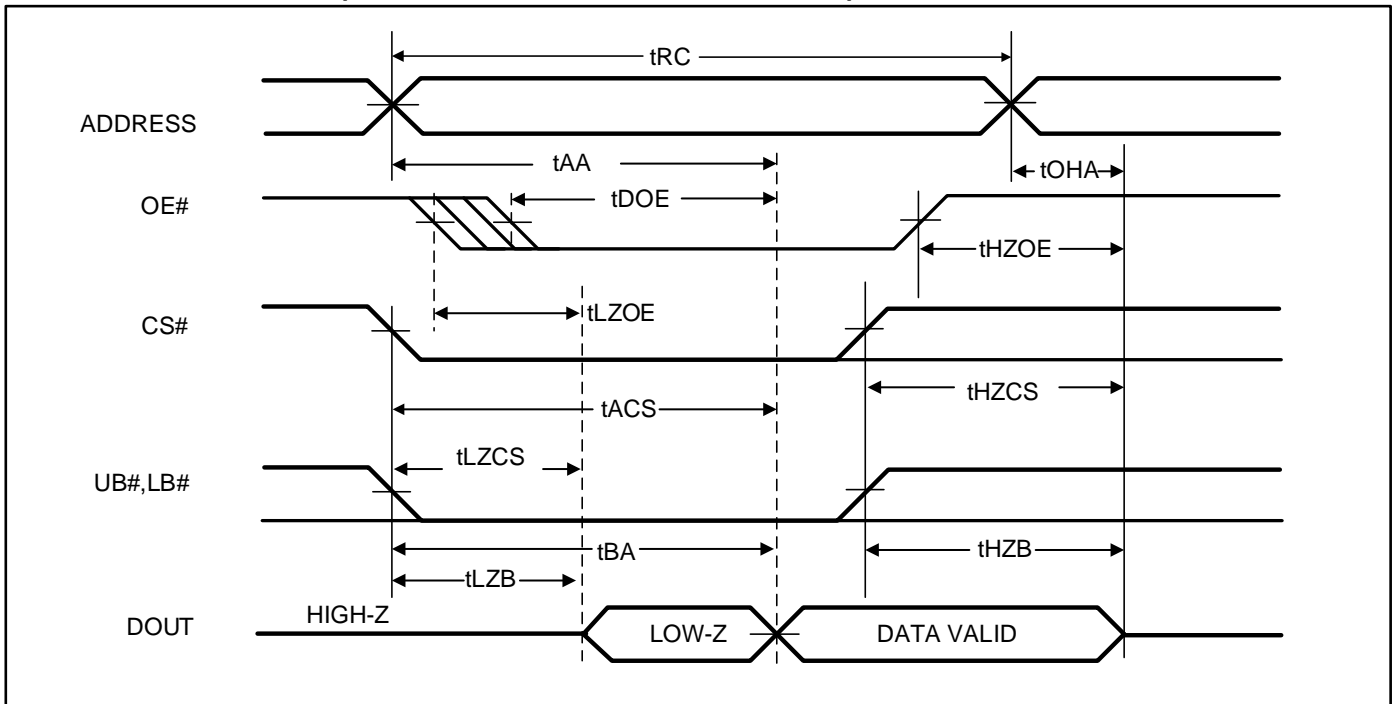 tRC
ADDRESS
tAA
tOHA
OE#
tDOE
tHZOE
tLZOE
CS#
tHZCS
tACS
tLZCS
UB#,LB#
tBA
tHZB
tLZB
HIGH-Z
DOUT
LOW-Z
DATA VALID